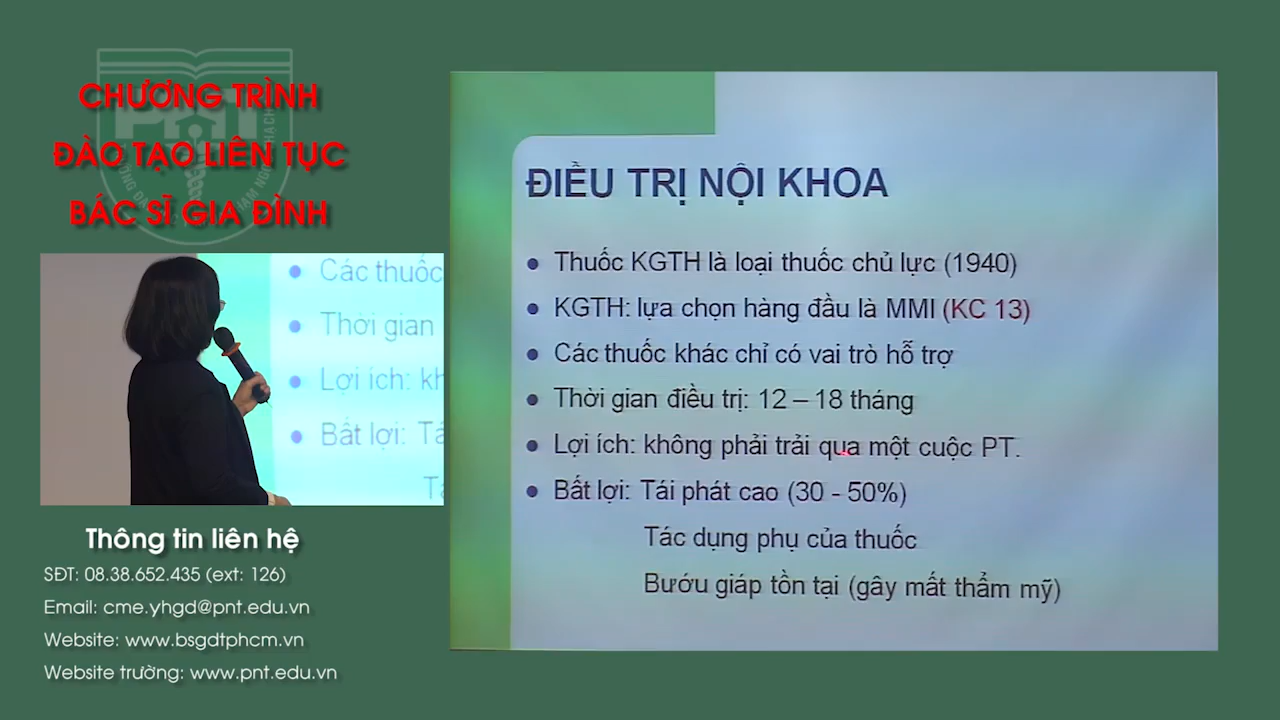 CHƯƠNG TRÌNH
ĐÀO TẠO LIÊN TỤC
BÁC SĨ GIA ĐÌNH
PNT
Các thuốc
Thời gian
Lợi ích: kh
Bất lợi: Tá
Tá
Thông tin liên hệ
SĐT: 08.38.652.435 (ext: 126)
Email: cme.yhgd@pnt.edu.vn
Website: www.bsgdtphcm.vn
Website trường: www.pnt.edu.vn
ĐIỀU TRỊ NỘI KHOA
Thuốc KGTH là loại thuốc chủ lực (1940)
KGTH: lựa chọn hàng đầu là MMI (KC 13)
Các thuốc khác chỉ có vai trò hỗ trợ
Thời gian điều trị: 12 – 18 tháng
Lợi ích: không phải trải qua một cuộc PT.
Bất lợi: Tái phát cao (30 - 50%)
Tác dụng phụ của thuốc
Bướu giáp tồn tại (gây mất thẩm mỹ)